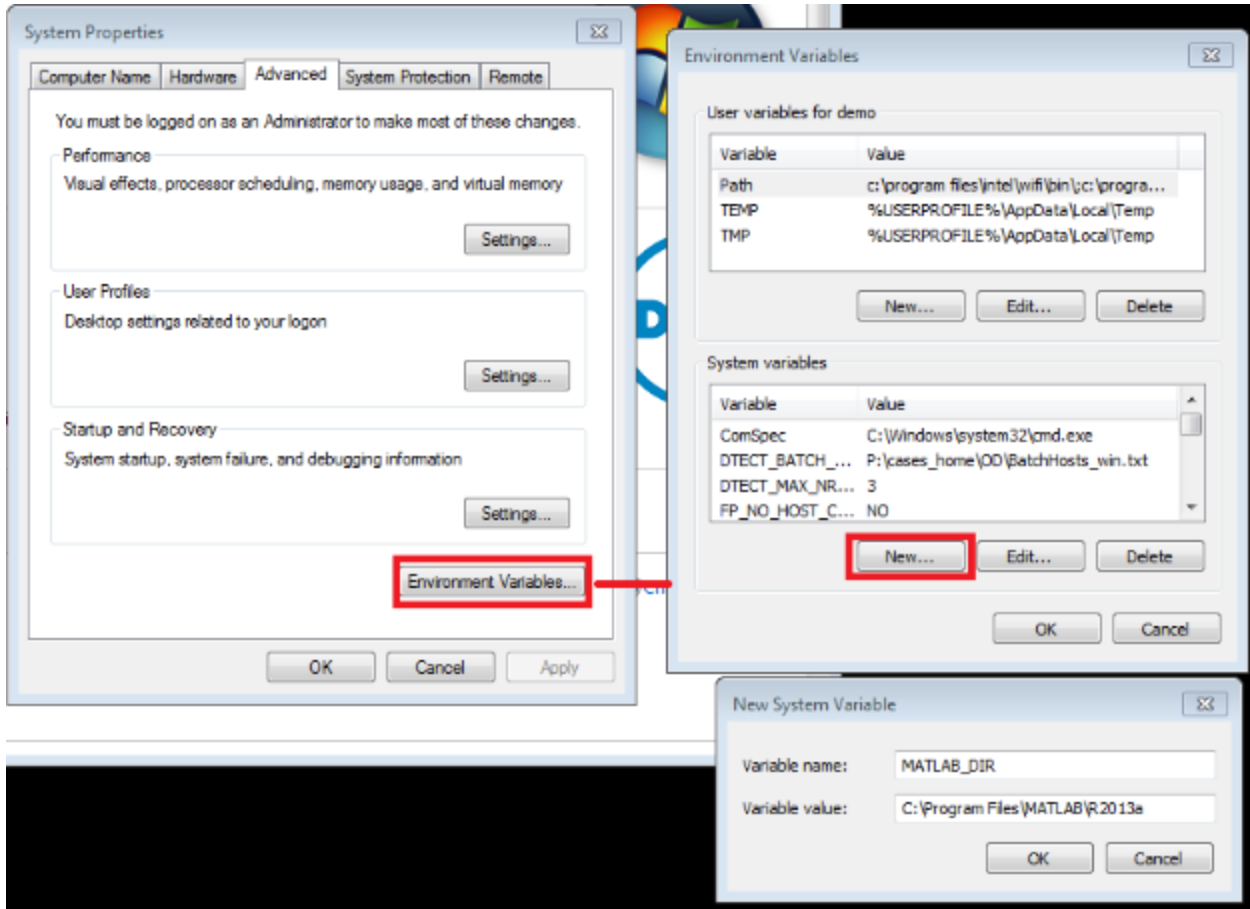 System Properties
Computer Name Hardware Advanced System Protection Remote
You must be logged on as an Administrator to make most of these changes.
Performance
Visual effects, processor scheduling, memory usage, and virtual memory
Settings...
User Profiles
Desktop settings related to your logon
Settings...
Startup and Recovery
System startup, system failure, and debugging information
Settings...
Environment Variables...
OK Cancel Apply
Environment Variables
User variables for demo
Variable Value
Path c:\program files\intel\wifi\bin\;c:\progra...
TEMP %USERPROFILE%\AppData\Local\Temp
TMP %USERPROFILE%\AppData\Local\Temp
New... Edit... Delete
System variables
Variable Value
ComSpec C:\Windows\system32\cmd.exe
DTECT_BATCH_... P:\cases_home\OD\BatchHosts_win.txt
DTECT_MAX_NR... 3
FP_NO_HOST_C... NO
New... Edit... Delete
OK Cancel
New System Variable
Variable name: MATLAB_DIR
Variable value: C:\Program Files\MATLAB\R2013a
OK Cancel